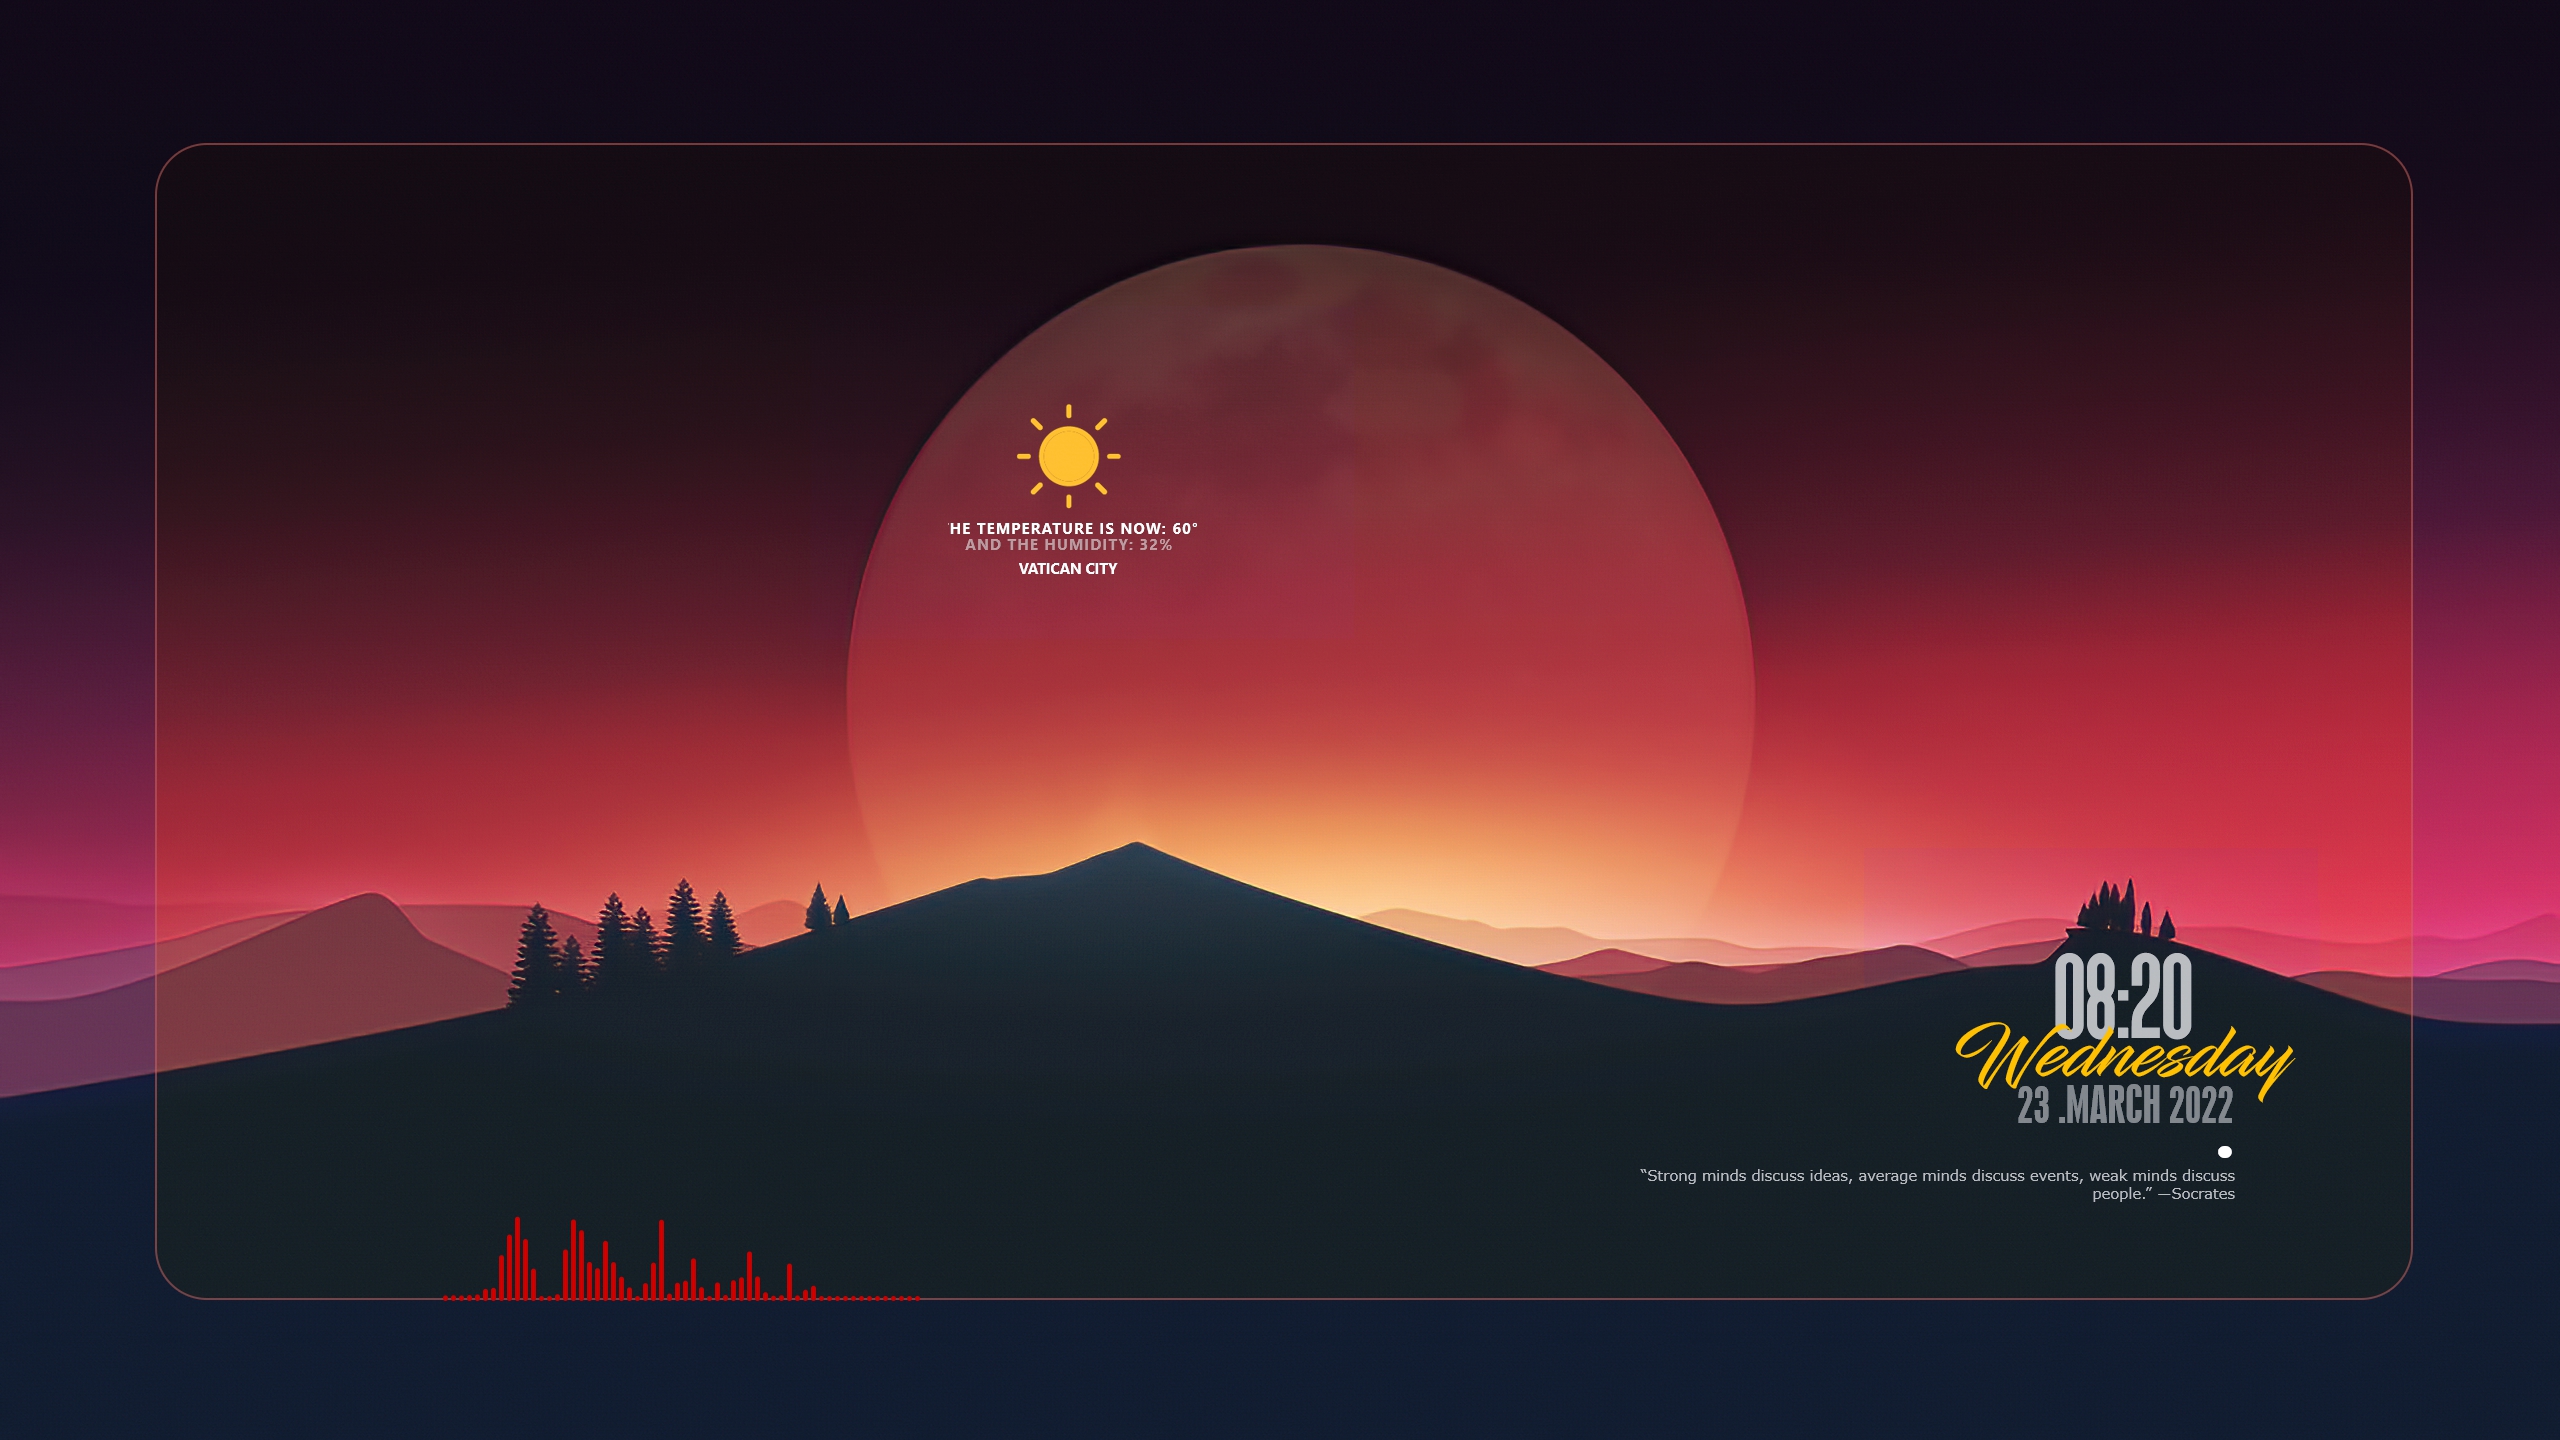 HE TEMPERATURE IS NOW: 60°
AND THE HUMIDITY: 32%
VATICAN CITY
08:20
Wednesday
23 .MARCH 2022
“Strong minds discuss ideas, average minds discuss events, weak minds discuss
people.” —Socrates